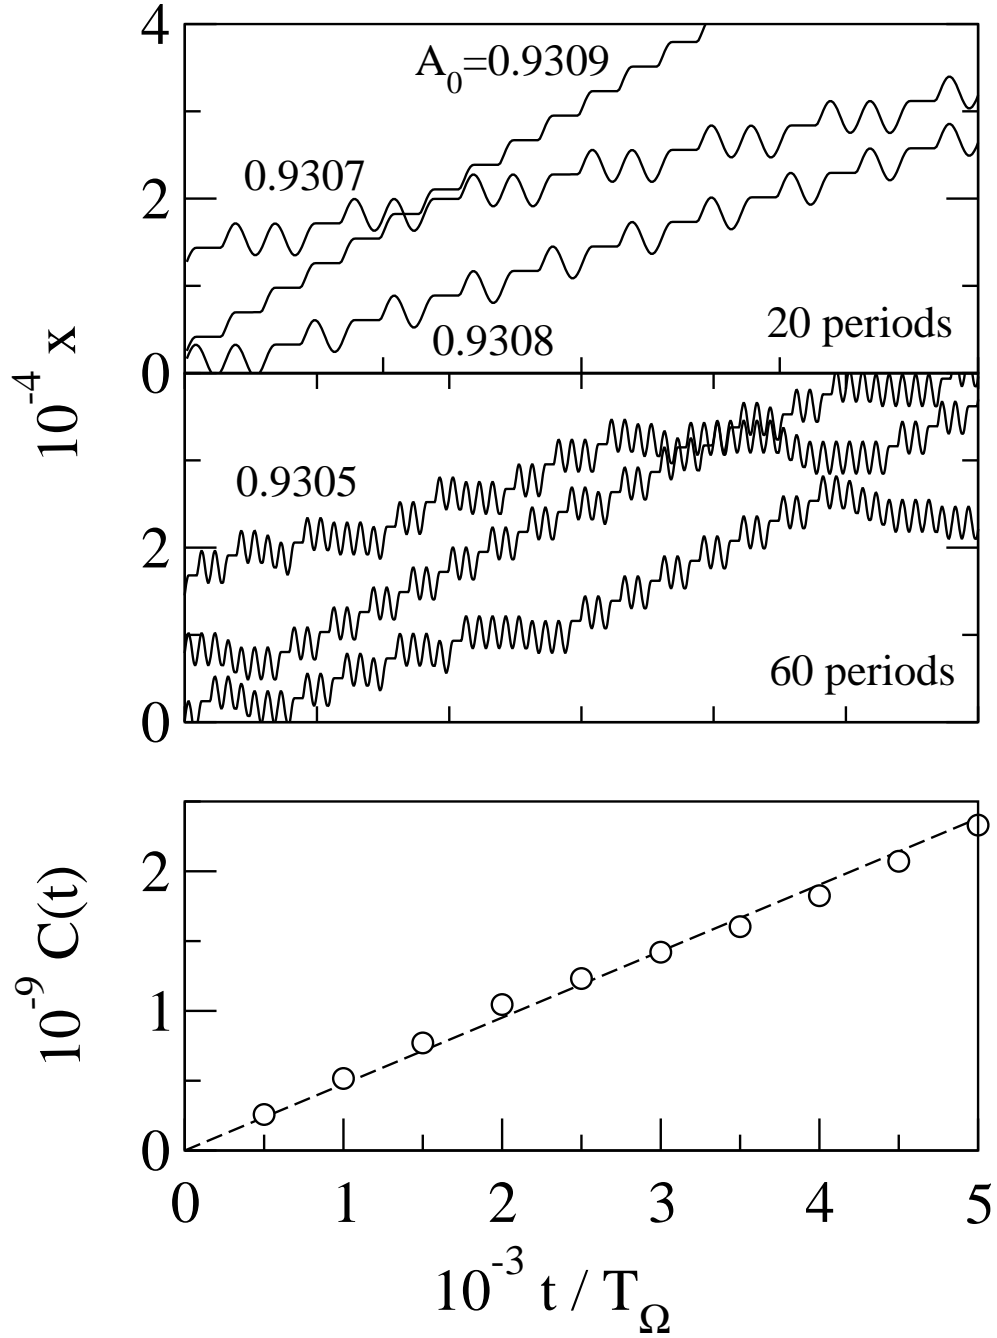 4
A₀=0.9309
0.9307
2
0.9308
20 periods
0
10⁻⁴ x
0.9305
2
60 periods
0
2
10⁻⁹ C(t)
1
0
0 1 2 3 4 5
10⁻³ t / T_Ω